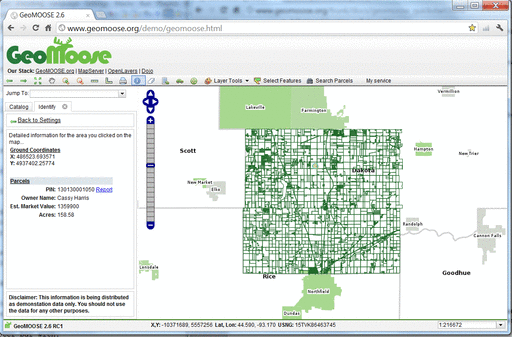 GeoMOOSE 2.6
www.geomoose.org/demo/geomoose.html
GeoMoose
Our Stack: GeoMOOSE.org | MapServer | OpenLayers | Dojo
Layer Tools Select Features Search Parcels My service
Jump To:
Catalog Identify
Back to Settings
Detailed information for the area you clicked on the
map...
Ground Coordinates
X: 486523.693571
Y: 4937402.25774
Parcels
PIN: 130130001050 Report
Owner Name: Cassy Harris
Est. Market Value: 1359900
Acres: 158.58
Disclaimer: This information is being distributed
as demonstation data only. You should not use
the data for any other purposes.
Vermillion
Lakeville
Farmington
Scott
Hampton
New Trier
Dakota
New Market
Elko
Randolph
Cannon Falls
Lonsdale
Rice
Goodhue
Northfield
Dundas
GeoMOOSE 2.6 RC1
X,Y: -10371689, 5557256 Lat, Lon: 44.590, -93.170 USNG: 15TVK86463745
1:216672